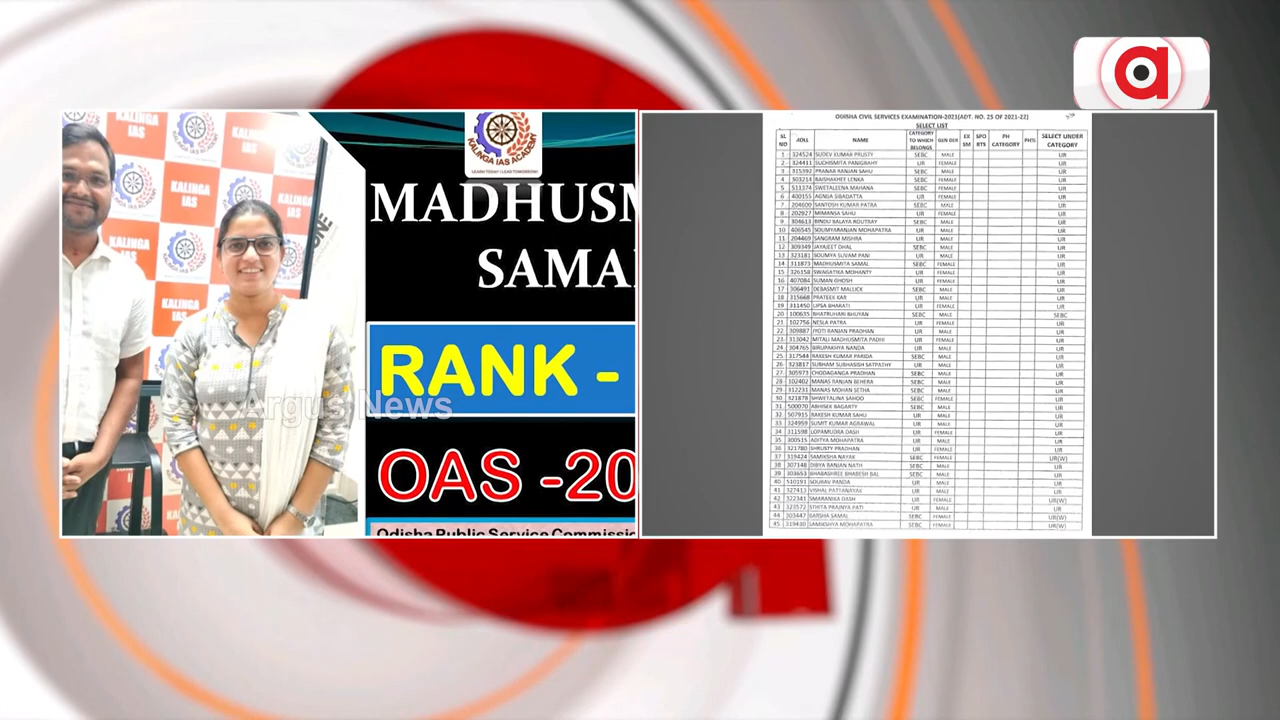 a
KALINGA IAS
KALINGA IAS
KALINGA IAS
KALINGA IAS
KALINGA IAS ACADEMY
LEARN TODAY | LEAD TOMORROW
MADHUSM
SAMA
RANK -
OAS -20
Odisha Public Service Commissi
Argus News
ODISHA CIVIL SERVICES EXAMINATION-2021(ADT. NO. 25 OF 2021-22)
SELECT LIST
SL NO ROLL NAME CATEGORY TO WHICH BELONGS GENDER EX SM SPO RTS PH CATEGORY PH% SELECT UNDER CATEGORY
1 324524 SUDEV KUMAR PRUSTY SEBC MALE UR
2 324411 SUCHISMITA PANIGRAHY UR FEMALE UR
3 315392 PRANAB RANJAN SAHU SEBC MALE UR
4 303214 BAISHAKHEE LENKA SEBC FEMALE UR
5 511374 SWETALEENA MAHANA SEBC FEMALE UR
6 400155 AGNIJA SIBADATTA UR FEMALE UR
7 204600 SANTOSH KUMAR PATRA SEBC MALE UR
8 202927 MIMANSA SAHU UR FEMALE UR
9 304613 BINDU BALAYA ROUTRAY SEBC MALE UR
10 406545 SOUMYARANJAN MOHAPATRA UR MALE UR
11 204469 SANGRAM MISHRA UR MALE UR
12 309349 JAYAJEET DHAL SEBC MALE UR
13 323181 SOUMYA SUVAM PANI UR MALE UR
14 311873 MADHUSMITA SAMAL SEBC FEMALE UR
15 326158 SWAGATIKA MOHANTY UR FEMALE UR
16 407084 SUMAN GHOSH UR FEMALE UR
17 306491 DEBASMIT MALLICK SEBC MALE UR
18 315668 PRATEEK KAR UR MALE UR
19 311450 LIPSA BHARATI UR FEMALE UR
20 100635 BHATRUHARI BHUYAN SEBC MALE SEBC
21 102756 NESLA PATRA UR FEMALE UR
22 309887 JYOTI RANJAN PRADHAN UR MALE UR
23 313042 MITALI MADHUSMITA PADHI UR FEMALE UR
24 304765 BIRUPAKHYA NANDA UR MALE UR
25 317544 RAKESH KUMAR PARIDA SEBC MALE UR
26 323817 SUBHAM SUBHASISH SATPATHY UR MALE UR
27 305973 CHODAGANGA PRADHAN SEBC MALE UR
28 102402 MANAS RANJAN BEHERA SEBC MALE UR
29 312231 MANAS MOHAN SETHA SEBC MALE UR
30 321878 SHWETALINA SAHOO SEBC FEMALE UR
31 500070 ABHISEK BAGARTY SEBC MALE UR
32 507915 RAKESH KUMAR SAHU UR MALE UR
33 324959 SUMIT KUMAR AGRAWAL UR MALE UR
34 311598 LOPAMUDRA DASH UR FEMALE UR
35 300515 ADITYA MOHAPATRA UR MALE UR
36 321780 SHRUSTY PRADHAN UR FEMALE UR
37 319424 SAMIKSHA NAYAK SEBC FEMALE UR(W)
38 307148 DIBYA RANJAN NATH SEBC MALE UR
39 303653 BHABASHREE BHABESH BAL SEBC MALE UR
40 510191 SOURAV PANDA UR MALE UR
41 327413 VISHAL PATTANAYAK UR MALE UR
42 322341 SMARANIKA DASH UR FEMALE UR(W)
43 323572 STHITA PRAJNYA PATI UR MALE UR
44 303447 BARSHA SAMAL SEBC FEMALE UR(W)
45 319430 SAMIKSHYA MOHAPATRA SEBC FEMALE UR(W)